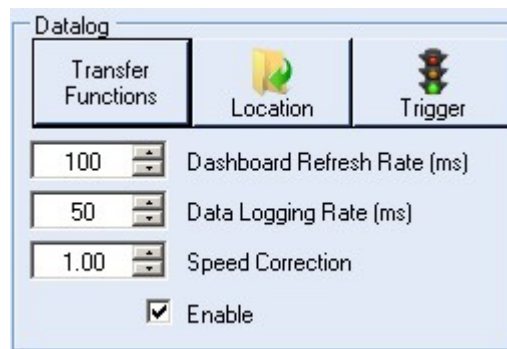 Datalog
Transfer
Functions
Location
Trigger
100 Dashboard Refresh Rate (ms)
50 Data Logging Rate (ms)
1.00 Speed Correction
Enable